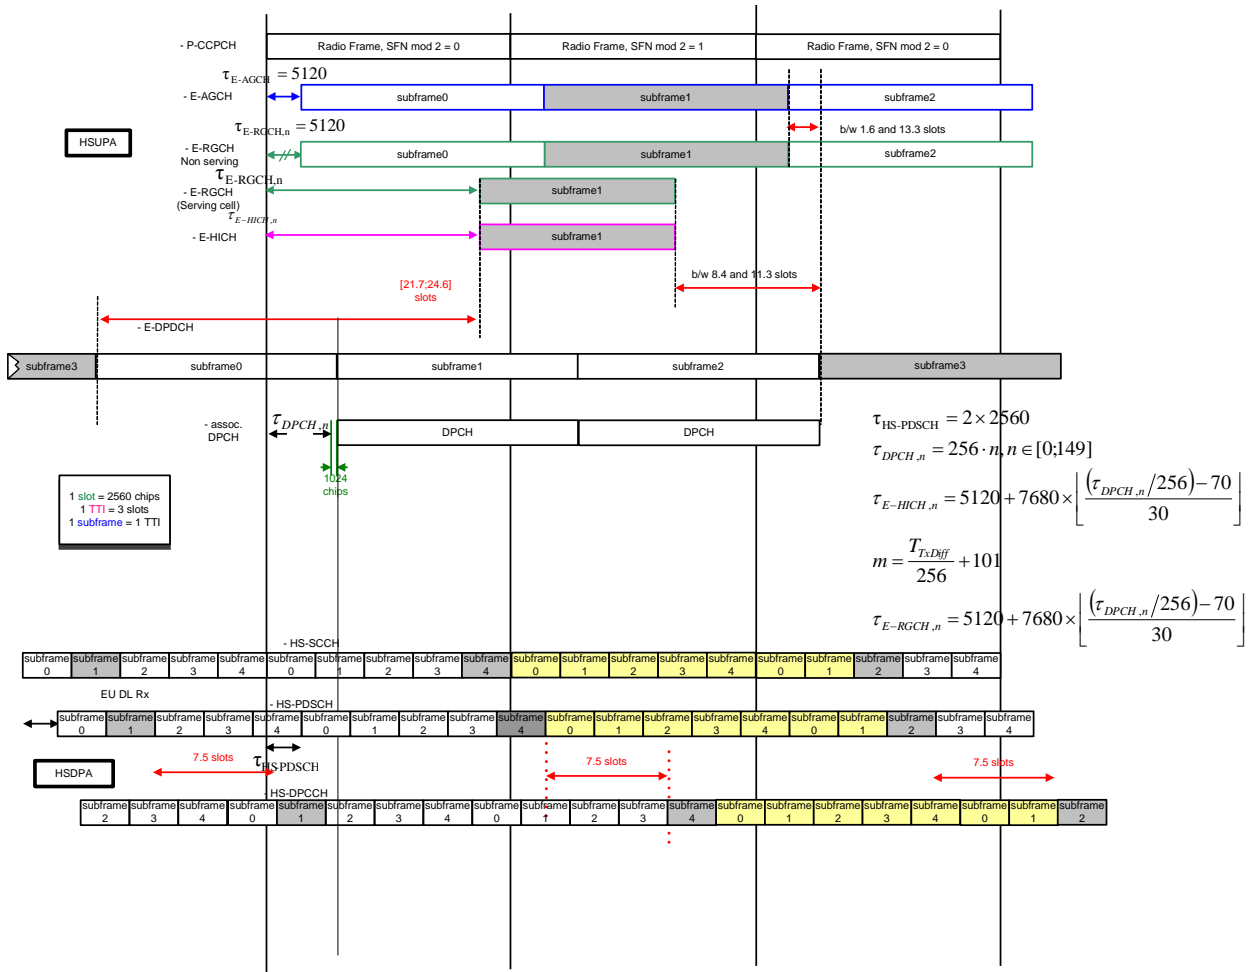 - P-CCPCH
Radio Frame, SFN mod 2 = 0
Radio Frame, SFN mod 2 = 1
Radio Frame, SFN mod 2 = 0
τE-AGCH = 5120
- E-AGCH
subframe0
subframe1
subframe2
HSUPA
τE-RGCH,n = 5120
b/w 1.6 and 13.3 slots
- E-RGCH
Non serving
subframe0
subframe1
subframe2
τE-RGCH,n
- E-RGCH
(Serving cell)
subframe1
τE-HICH,n
- E-HICH
subframe1
b/w 8.4 and 11.3 slots
[21.7;24.6]
slots
- E-DPDCH
subframe3
subframe0
subframe1
subframe2
subframe3
- assoc.
DPCH
τDPCH,n
DPCH
DPCH
1024
chips
τHS-PDSCH = 2 × 2560
τDPCH,n = 256 · n, n ∈ [0;149]
τE-HICH,n = 5120 + 7680 × ⌊((τDPCH,n/256) - 70)/30⌋
m = TTxDiff/256 + 101
τE-RGCH,n = 5120 + 7680 × ⌊((τDPCH,n/256) - 70)/30⌋
1 slot = 2560 chips
1 TTI = 3 slots
1 subframe = 1 TTI
- HS-SCCH
subframe 0 subframe 1 subframe 2 subframe 3 subframe 4 subframe 0 subframe 1 subframe 2 subframe 3 subframe 4 subframe 0 subframe 1 subframe 2 subframe 3 subframe 4 subframe 0 subframe 1 subframe 2 subframe 3 subframe 4
EU DL Rx
- HS-PDSCH
subframe 0 subframe 1 subframe 2 subframe 3 subframe 4 subframe 0 subframe 1 subframe 2 subframe 3 subframe 4 subframe 0 subframe 1 subframe 2 subframe 3 subframe 4 subframe 0 subframe 1 subframe 2 subframe 3 subframe 4
HSDPA
7.5 slots
τHS-PDSCH
7.5 slots
7.5 slots
- HS-DPCCH
subframe 2 subframe 3 subframe 4 subframe 0 subframe 1 subframe 2 subframe 3 subframe 4 subframe 0 subframe 1 subframe 2 subframe 3 subframe 4 subframe 0 subframe 1 subframe 2 subframe 3 subframe 4 subframe 0 subframe 1 subframe 2